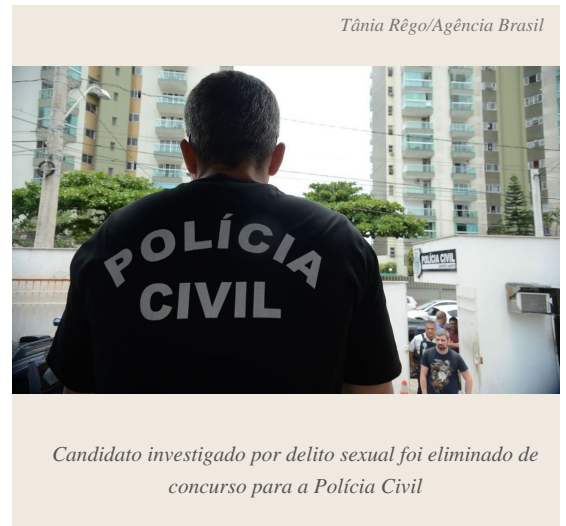 Tânia Rêgo/Agência Brasil
POLÍCIA
CIVIL
POLÍCIA CIVIL
Candidato investigado por delito sexual foi eliminado de
concurso para a Polícia Civil